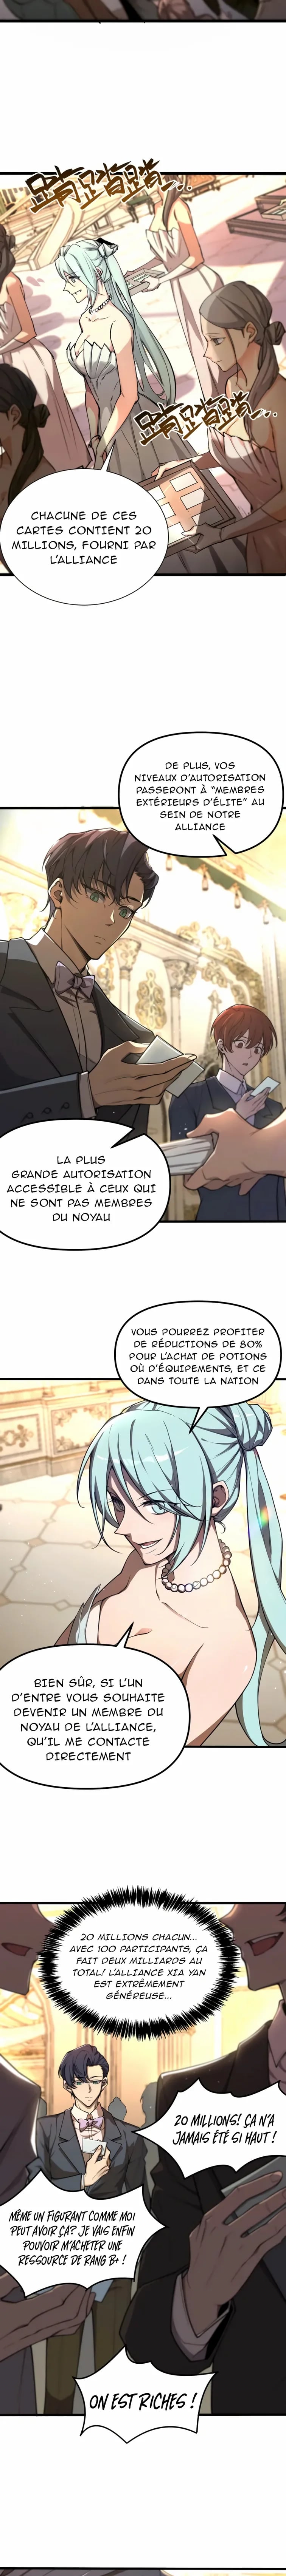 踏踏踏...
踏踏踏...
CHACUNE DE CES
CARTES CONTIENT 20
MILLIONS, FOURNI PAR
L'ALLIANCE
DE PLUS, VOS
NIVEAUX D'AUTORISATION
PASSERONT À "MEMBRES
EXTÉRIEURS D'ÉLITE" AU
SEIN DE NOTRE
ALLIANCE
LA PLUS
GRANDE AUTORISATION
ACCESSIBLE À CEUX QUI
NE SONT PAS MEMBRES
DU NOYAU
VOUS POURREZ PROFITER
DE RÉDUCTIONS DE 80%
POUR L'ACHAT DE POTIONS
OÙ D'ÉQUIPEMENTS, ET CE
DANS TOUTE LA NATION
BIEN SÛR, SI L'UN
D'ENTRE VOUS SOUHAITE
DEVENIR UN MEMBRE DU
NOYAU DE L'ALLIANCE,
QU'IL ME CONTACTE
DIRECTEMENT
20 MILLIONS CHACUN...
AVEC 100 PARTICIPANTS, ÇA
FAIT DEUX MILLIARDS AU
TOTAL! L'ALLIANCE XIA YAN
EST EXTRÊMEMENT
GÉNÉREUSE...
20 MILLIONS! ÇA N'A
JAMAIS ÉTÉ SI HAUT !
MÊME UN FIGURANT COMME MOI
PEUT AVOIR ÇA? JE VAIS ENFIN
POUVOIR M'ACHETER UNE
RESSOURCE DE RANG B+ !
ON EST RICHES !